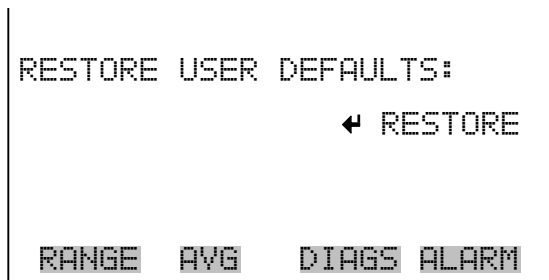 RESTORE USER DEFAULTS:
↵ RESTORE
RANGE AVG DIAGS ALARM